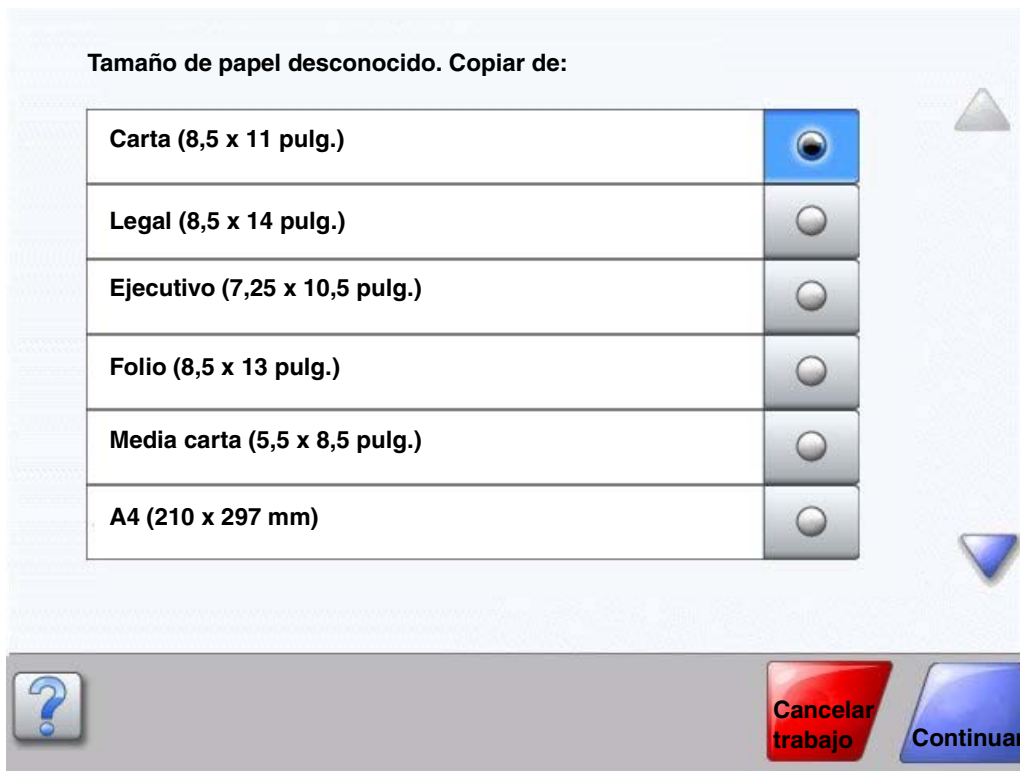 Tamaño de papel desconocido. Copiar de:
Carta (8,5 x 11 pulg.)
Legal (8,5 x 14 pulg.)
Ejecutivo (7,25 x 10,5 pulg.)
Folio (8,5 x 13 pulg.)
Media carta (5,5 x 8,5 pulg.)
A4 (210 x 297 mm)
?
Cancelar
trabajo
Continuar